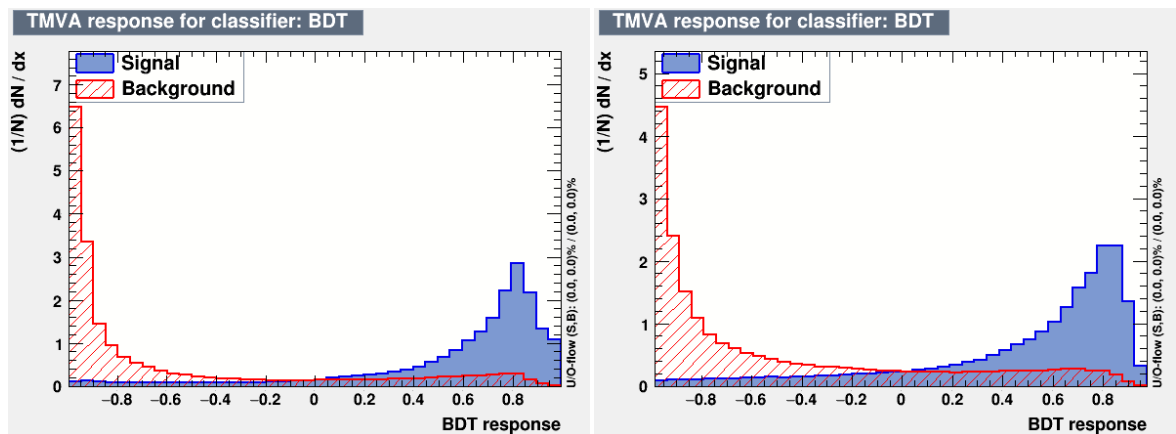 TMVA response for classifier: BDT
(1/N) dN / dx
Signal
Background
7
6
5
4
3
2
1
0
−0.8 −0.6 −0.4 −0.2 0 0.2 0.4 0.6 0.8
BDT response
U/O-flow (S,B): (0.0, 0.0)% / (0.0, 0.0)%
TMVA response for classifier: BDT
(1/N) dN / dx
Signal
Background
5
4
3
2
1
0
−0.8 −0.6 −0.4 −0.2 0 0.2 0.4 0.6 0.8
BDT response
U/O-flow (S,B): (0.0, 0.0)% / (0.0, 0.0)%